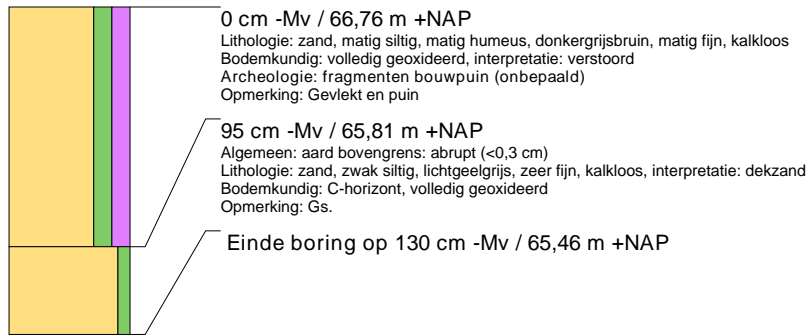 0 cm -Mv / 66,76 m +NAP
Lithologie: zand, matig siltig, matig humeus, donkergrijsbruin, matig fijn, kalkloos
Bodemkundig: volledig geoxideerd, interpretatie: verstoord
Archeologie: fragmenten bouwpuin (onbepaald)
Opmerking: Gevlekt en puin
95 cm -Mv / 65,81 m +NAP
Algemeen: aard bovengrens: abrupt (<0,3 cm)
Lithologie: zand, zwak siltig, lichtgeelgrijs, zeer fijn, kalkloos, interpretatie: dekzand
Bodemkundig: C-horizont, volledig geoxideerd
Opmerking: Gs.
Einde boring op 130 cm -Mv / 65,46 m +NAP